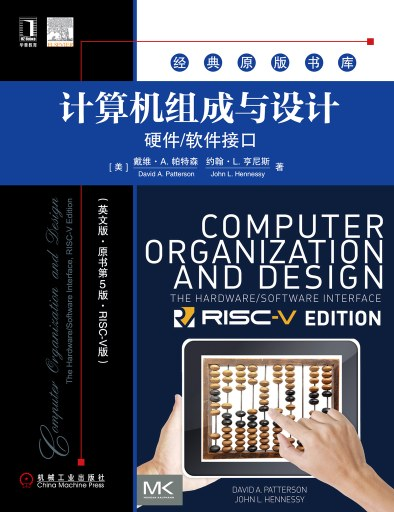 华章教育
经典原版书库
计算机组成与设计
硬件/软件接口
[美] 戴维·A. 帕特森 约翰·L. 亨尼斯 著
David A. Patterson John L. Hennessy
(英文版·原书第5版·RISC-V版)
Computer Organization and Design
The Hardware/Software Interface, RISC-V Edition
COMPUTER
ORGANIZATION
AND DESIGN
THE HARDWARE/SOFTWARE INTERFACE
RISC-V EDITION
MK
DAVID A. PATTERSON
JOHN L. HENNESSY
机械工业出版社
China Machine Press